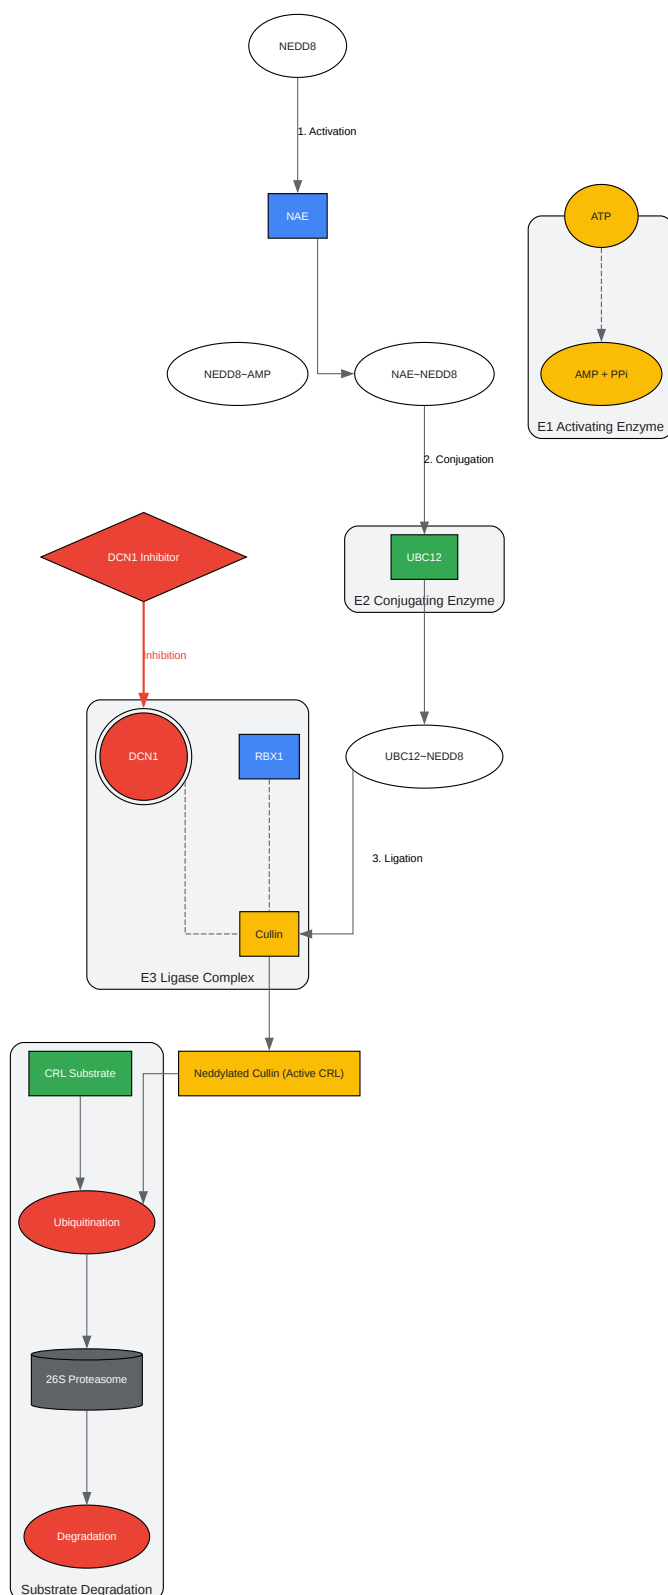 NEDD8
1. Activation
NAE
ATP
NEDD8~AMP
NAE~NEDD8
AMP + PPi
E1 Activating Enzyme
2. Conjugation
DCN1 Inhibitor
UBC12
E2 Conjugating Enzyme
Inhibition
DCN1
RBX1
UBC12~NEDD8
3. Ligation
Cullin
E3 Ligase Complex
CRL Substrate
Neddylated Cullin (Active CRL)
Ubiquitination
26S Proteasome
Degradation
Substrate Degradation